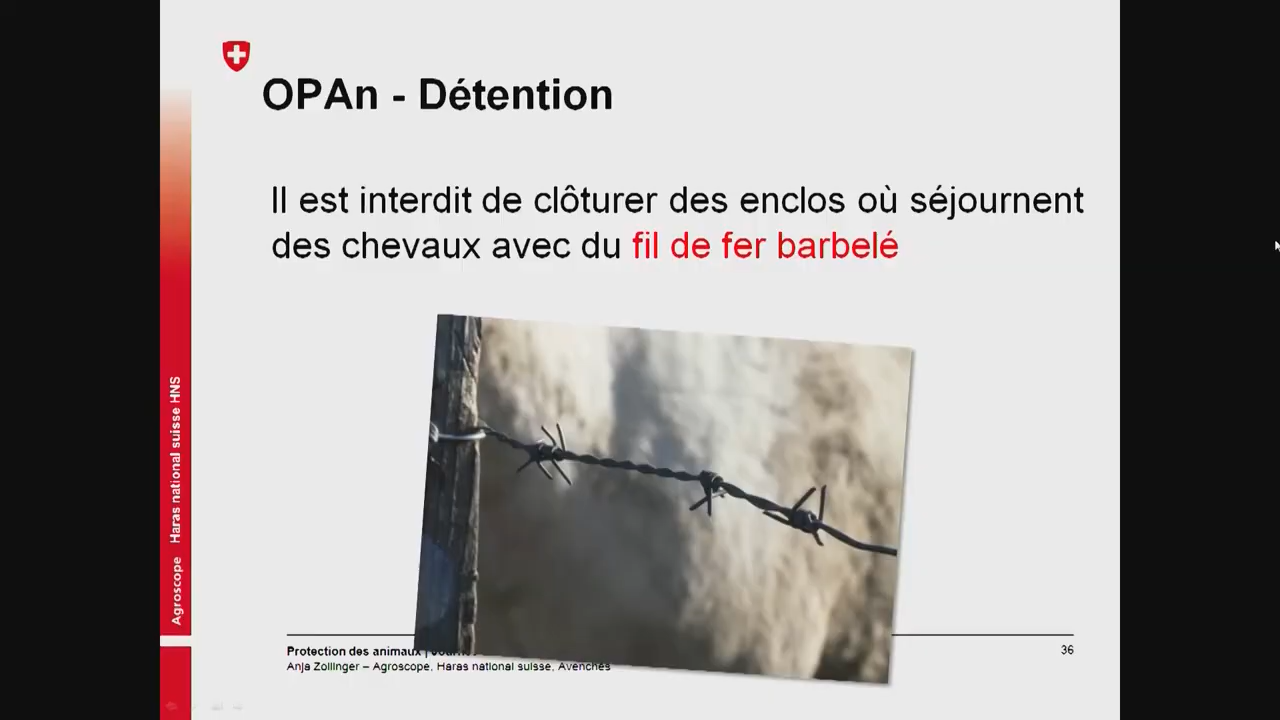 OPAn - Détention
Il est interdit de clôturer des enclos où séjournent
des chevaux avec du fil de fer barbelé
Agroscope Haras national suisse HNS
Protection des animaux |
Anja Zollinger – Agroscope, Haras national suisse, Avenches
36